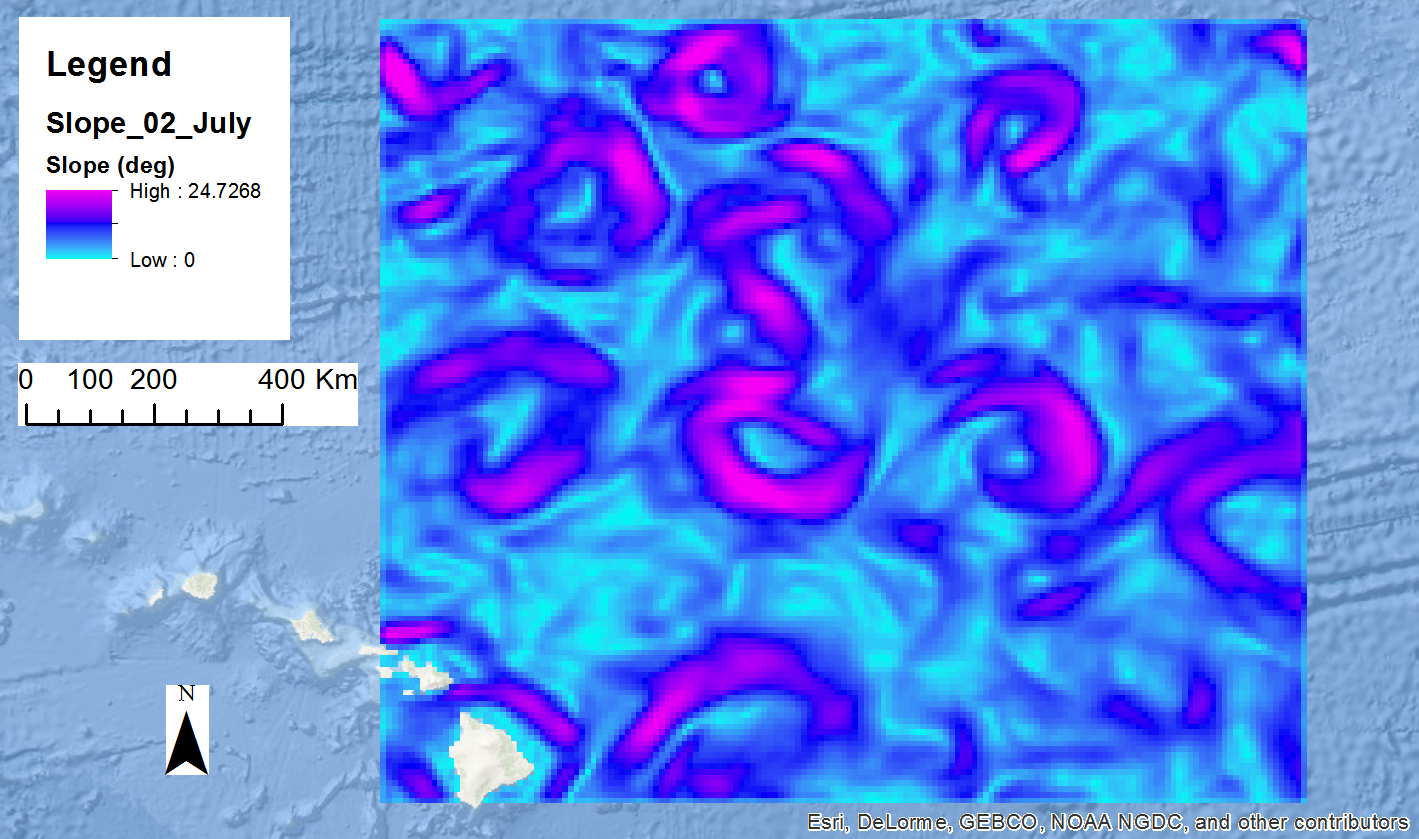 Legend
Slope_02_July
Slope (deg)
High : 24.7268
Low : 0
0 100 200 400 Km
N
Esri, DeLorme, GEBCO, NOAA NGDC, and other contributors